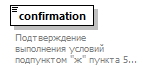 confirmation
Подтверждение
выполнения условий
подпунктом "ж" пункта 5...